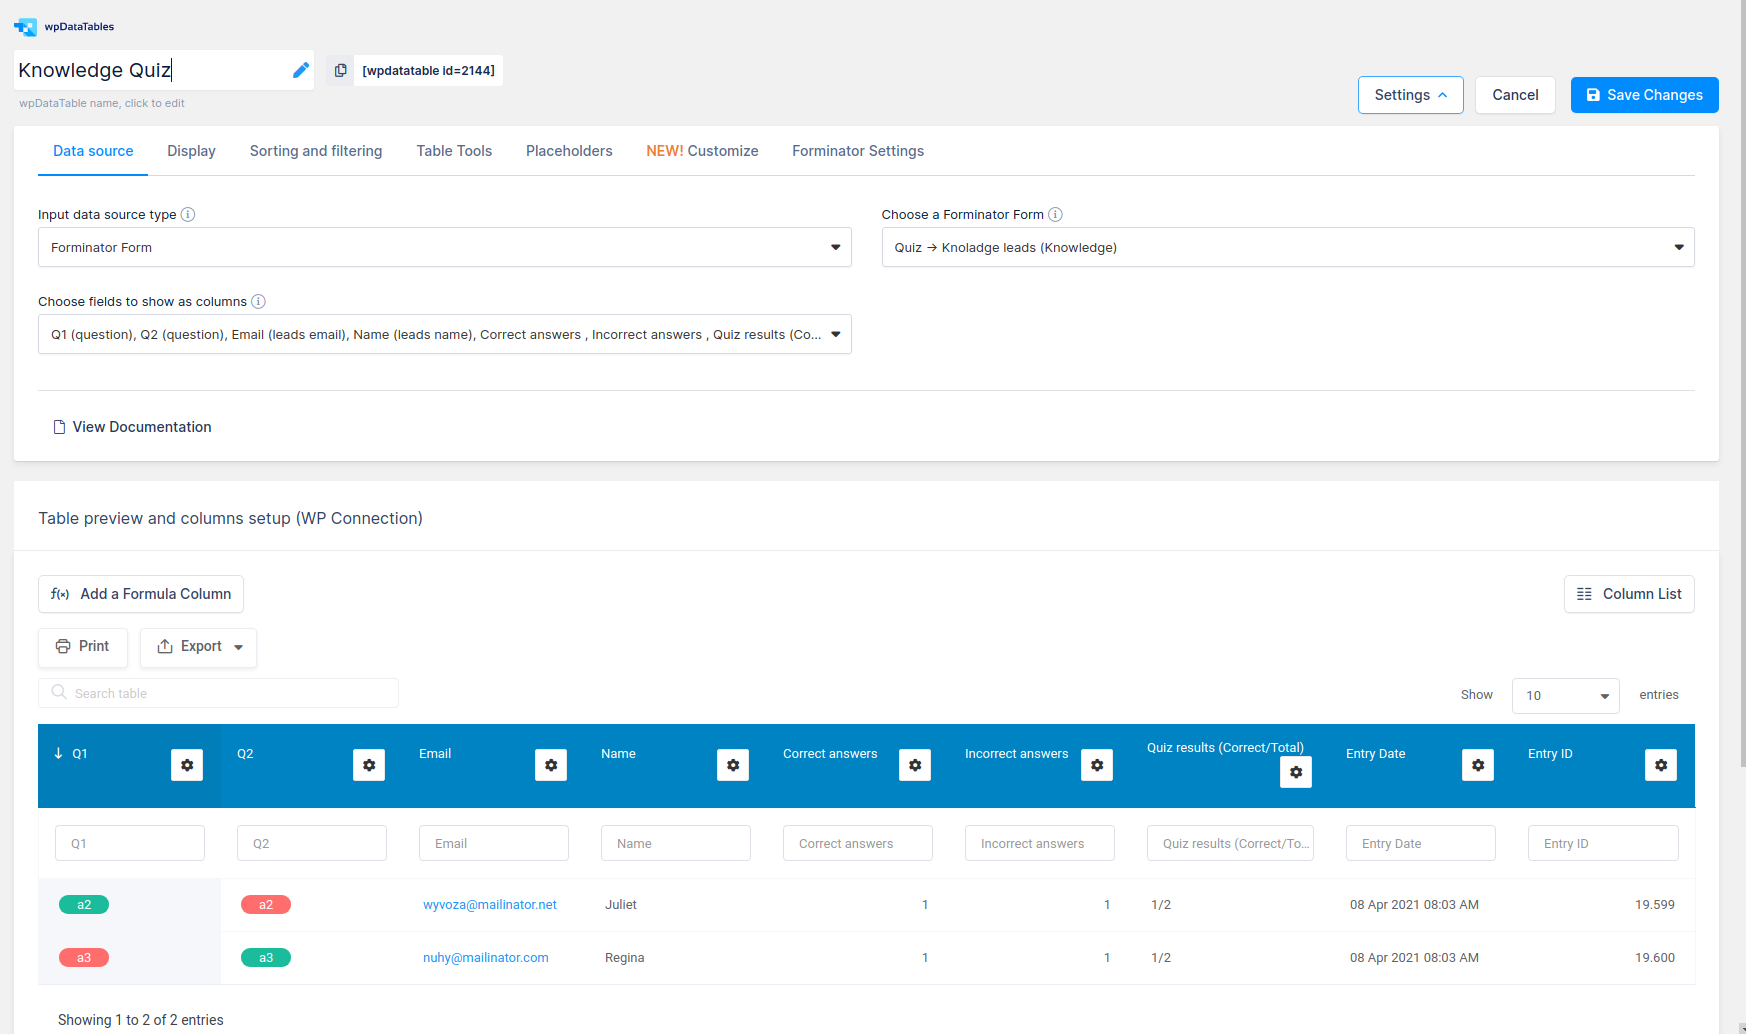 wpDataTables
Knowledge Quiz
[wpdatatable id=2144]
wpDataTable name, click to edit
Settings
Cancel
Save Changes
Data source
Display
Sorting and filtering
Table Tools
Placeholders
NEW! Customize
Forminator Settings
Input data source type
Choose a Forminator Form
Forminator Form
Quiz → Knoladge leads (Knowledge)
Choose fields to show as columns
Q1 (question), Q2 (question), Email (leads email), Name (leads name), Correct answers , Incorrect answers , Quiz results (Co...
View Documentation
Table preview and columns setup (WP Connection)
f(x) Add a Formula Column
Column List
Print
Export
Search table
Show 10 entries
Q1 Q2 Email Name Correct answers Incorrect answers Quiz results (Correct/Total) Entry Date Entry ID
Q1 Q2 Email Name Correct answers Incorrect answers Quiz results (Correct/To... Entry Date Entry ID
a2 a2 wyvoza@mailinator.net Juliet 1 1 1/2 08 Apr 2021 08:03 AM 19.599
a3 a3 nuhy@mailinator.com Regina 1 1 1/2 08 Apr 2021 08:03 AM 19.600
Showing 1 to 2 of 2 entries